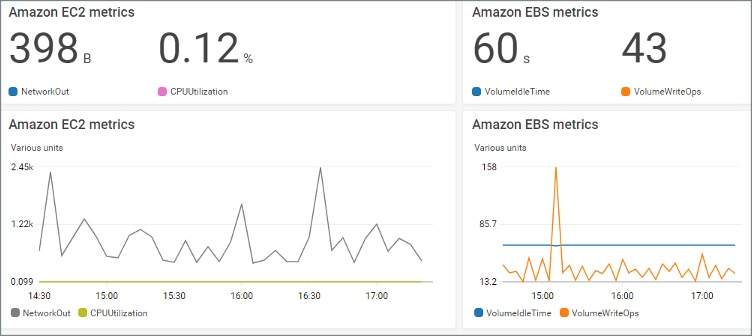 Amazon EC2 metrics
398 B 0.12 %
NetworkOut CPUUtilization
Amazon EBS metrics
60 s 43
VolumeIdleTime VolumeWriteOps
Amazon EC2 metrics
Various units
2.45k
1.22k
0.099
14:30 15:00 15:30 16:00 16:30 17:00
NetworkOut CPUUtilization
Amazon EBS metrics
Various units
158
85.7
13.2
15:00 16:00 17:00
VolumeIdleTime VolumeWriteOps